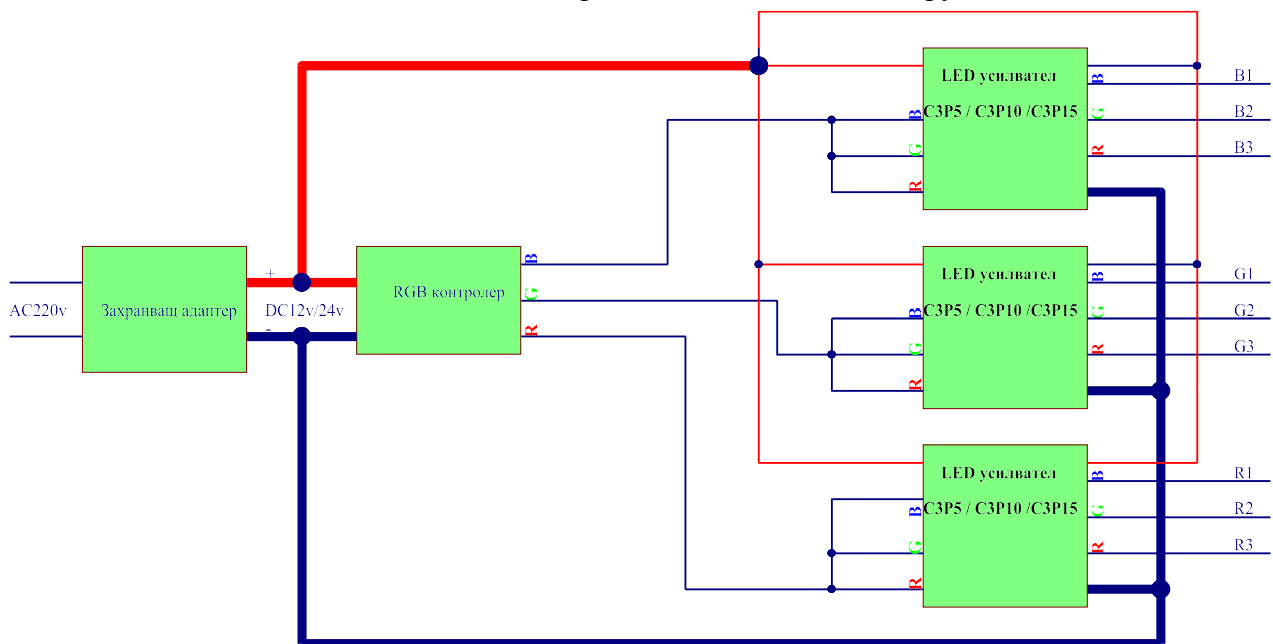 LED усилвател
C3P5 / C3P10 /C3P15
B
G
R
B
G
R
B1
B2
B3
AC220v
Захранващ адаптер
+
DC12v/24v
-
RGB контролер
B
G
R
LED усилвател
C3P5 / C3P10 /C3P15
B
G
R
B
G
R
G1
G2
G3
LED усилвател
C3P5 / C3P10 /C3P15
B
G
R
B
G
R
R1
R2
R3